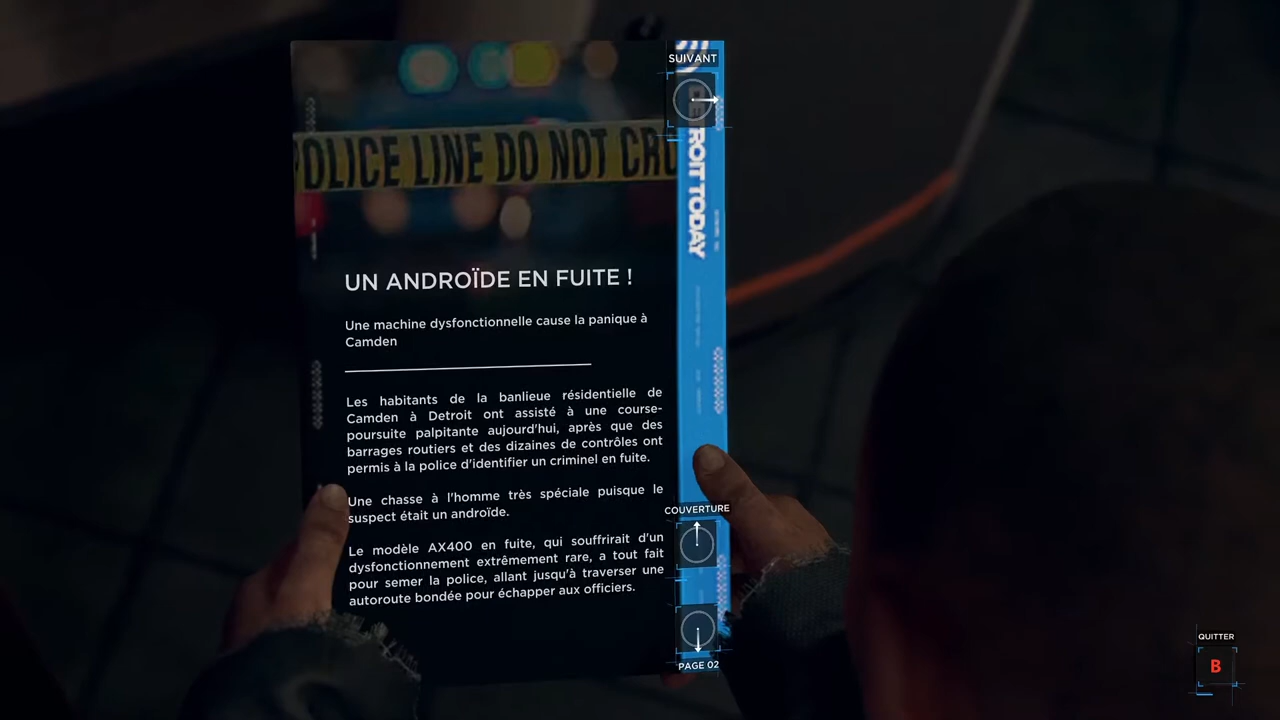 SUIVANT
DETROIT TODAY
POLICE LINE DO NOT CRO
UN ANDROÏDE EN FUITE !
Une machine dysfonctionnelle cause la panique à
Camden
Les habitants de la banlieue résidentielle de
Camden à Detroit ont assisté à une course-
poursuite palpitante aujourd'hui, après que des
barrages routiers et des dizaines de contrôles ont
permis à la police d'identifier un criminel en fuite.
Une chasse à l'homme très spéciale puisque le
suspect était un androïde.
Le modèle AX400 en fuite, qui souffrirait d'un
dysfonctionnement extrêmement rare, a tout fait
pour semer la police, allant jusqu'à traverser une
autoroute bondée pour échapper aux officiers.
COUVERTURE
PAGE 02
QUITTER
B